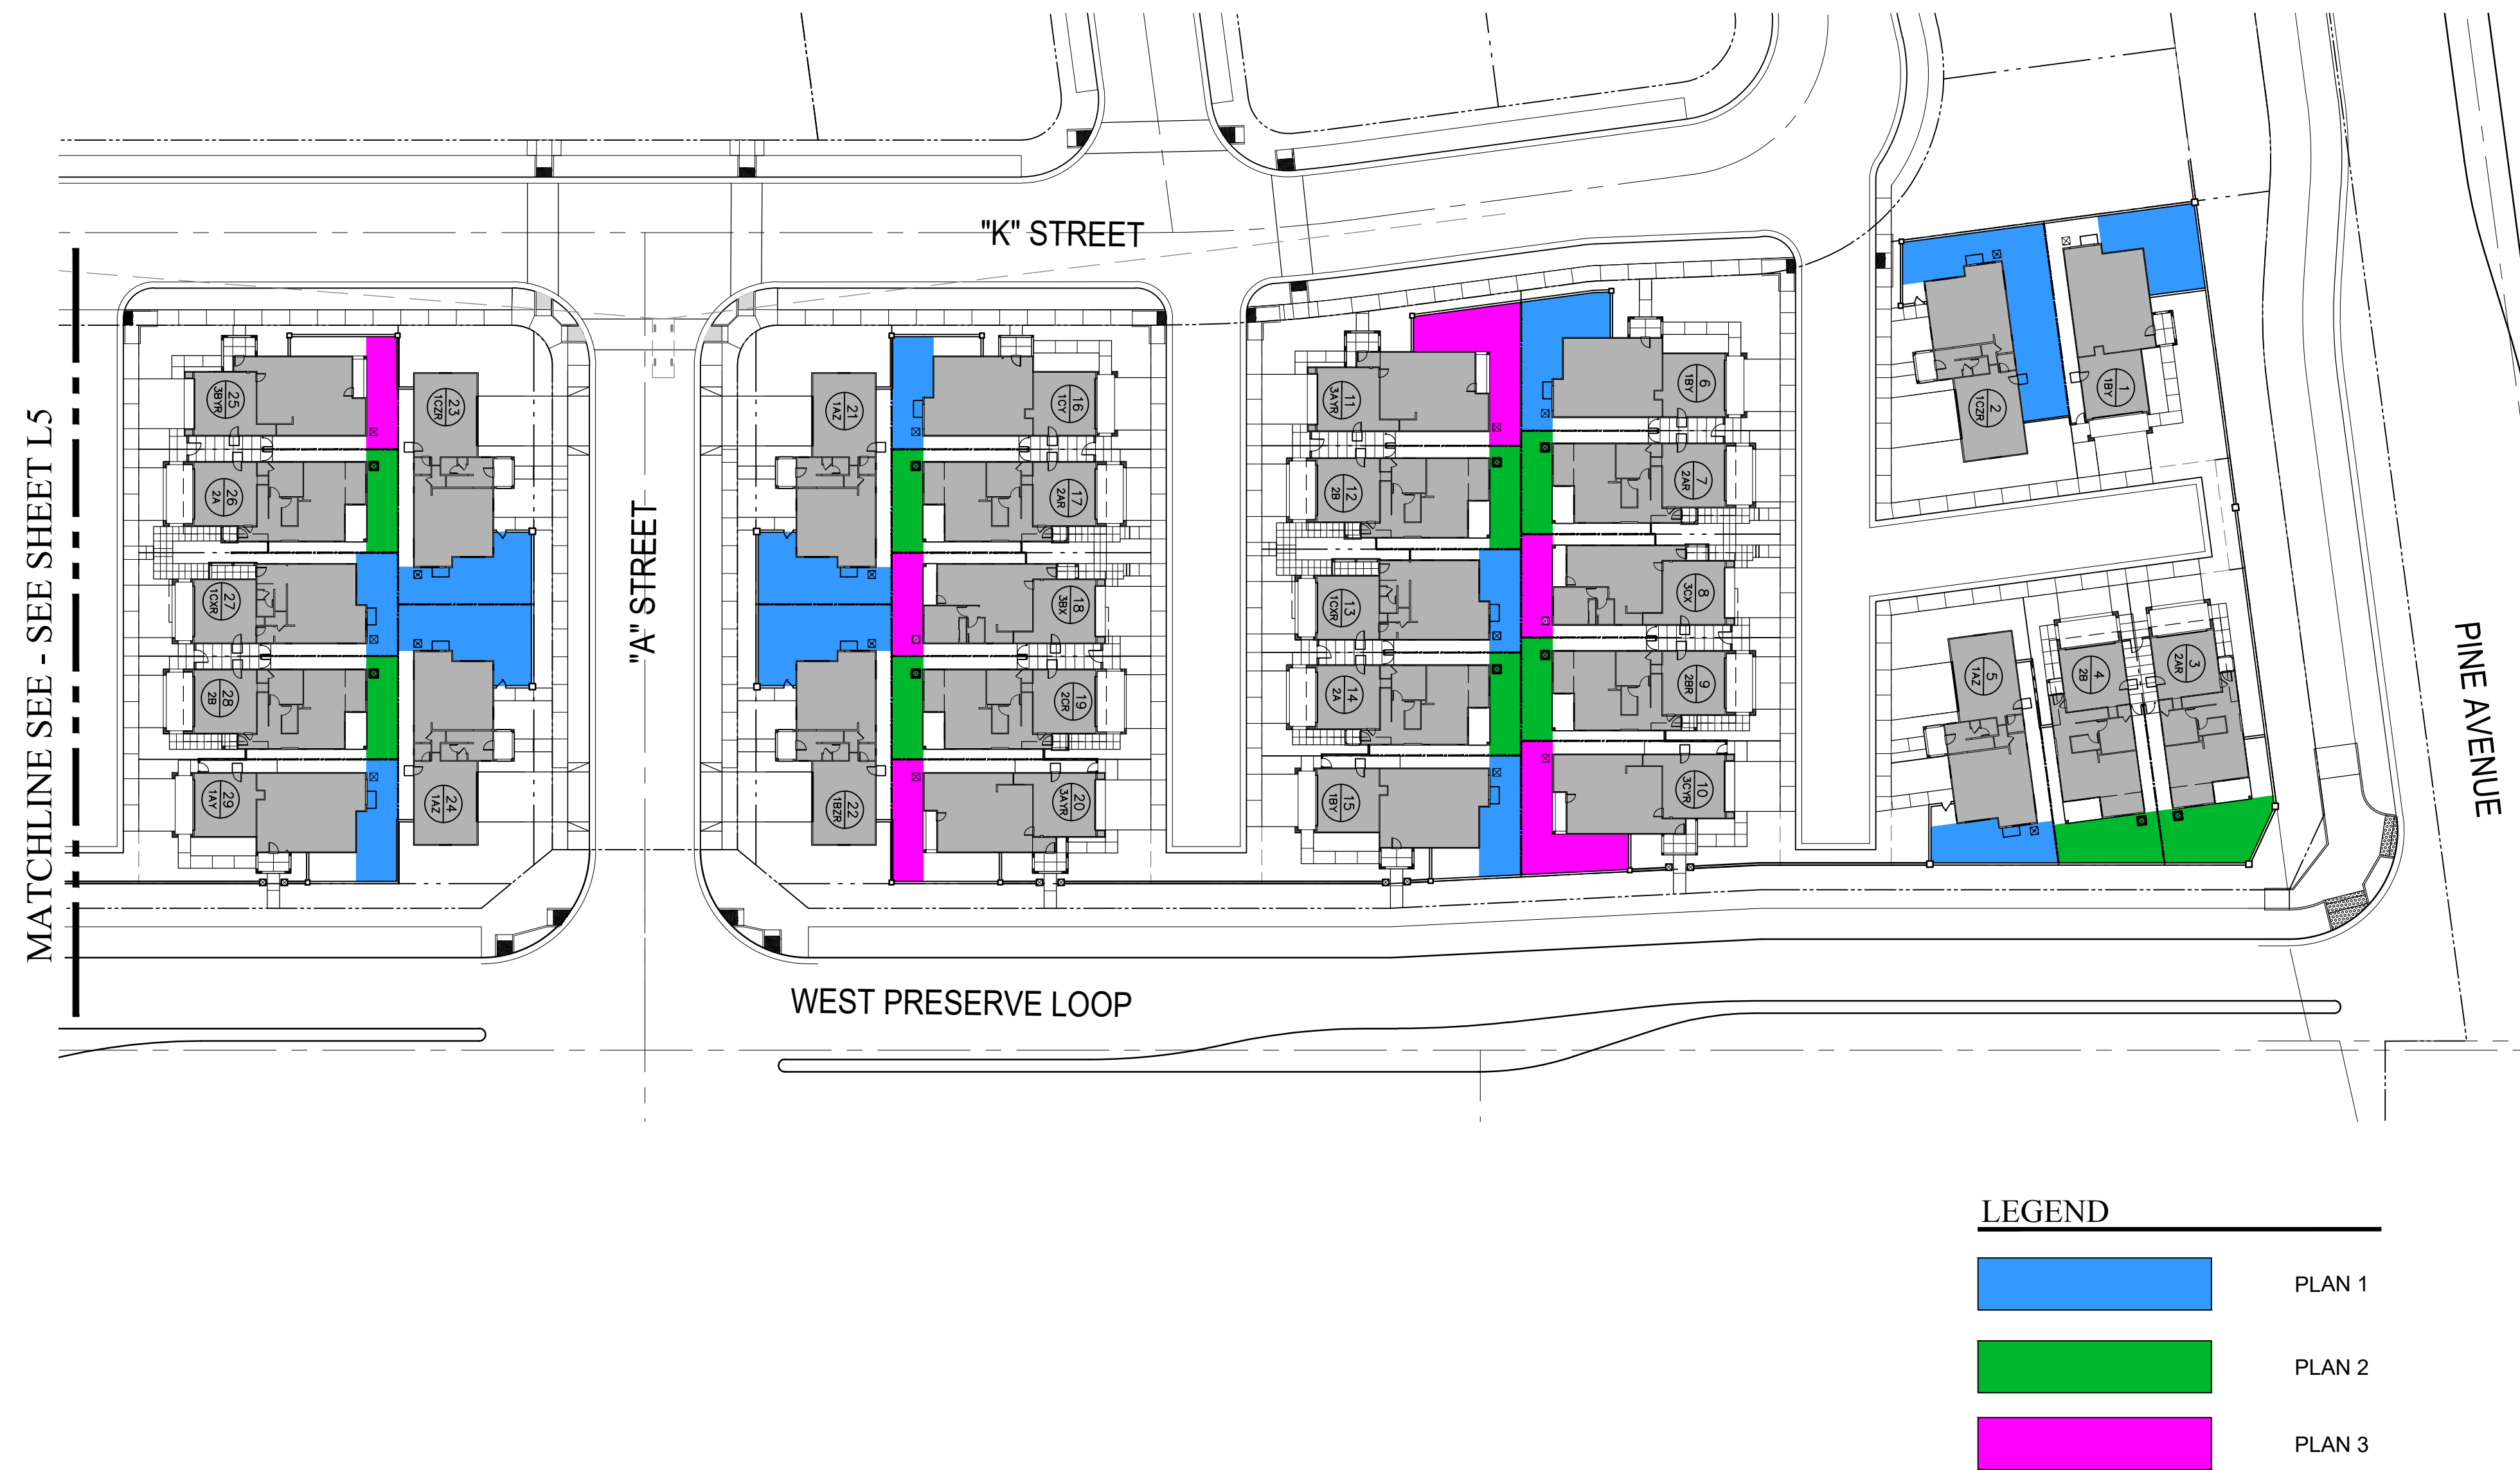 "K" STREET
MATCHLINE SEE - SEE SHEET L5
"A" STREET
PINE AVENUE
WEST PRESERVE LOOP
1
1BY
2
1CZR
3
2AR
4
2B
5
1AZ
6
1BY
7
2AR
8
3CX
9
2BR
10
3CYR
11
3AYR
12
2B
13
1CXR
14
2A
15
1BY
16
1CY
17
2AR
18
3BX
19
2CR
20
3AYR
21
1AZ
22
1BZR
23
1CZR
24
1AZ
25
3BYR
26
2A
27
1CXR
28
2B
29
1AY
LEGEND
PLAN 1
PLAN 2
PLAN 3